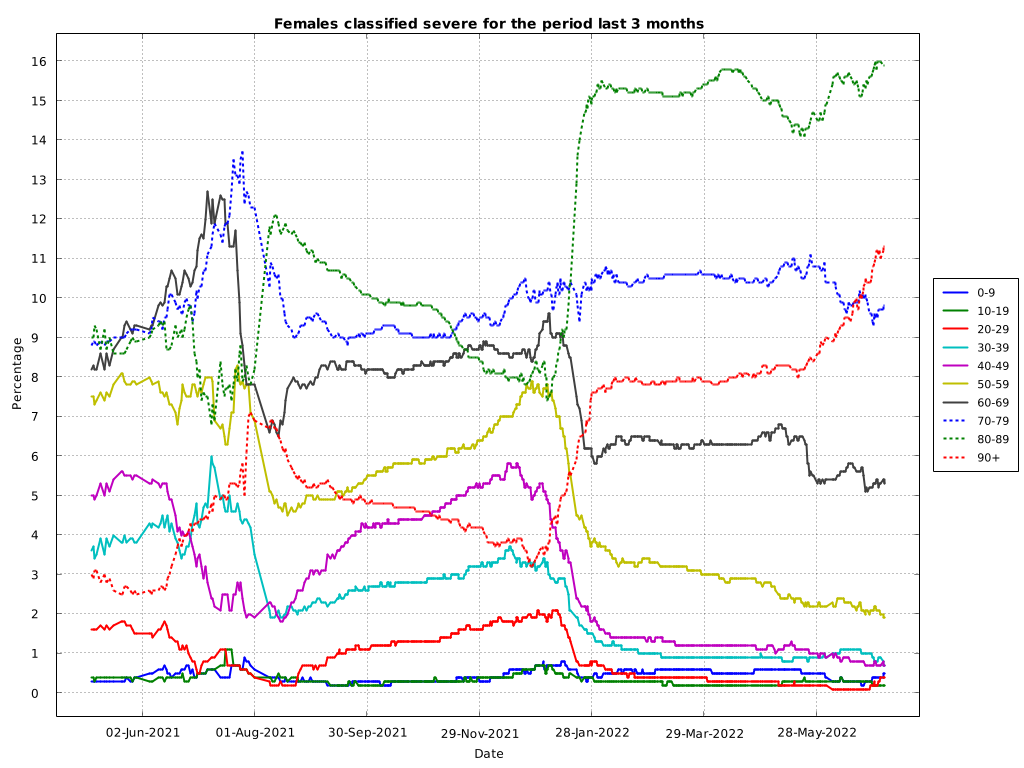 Females classified severe for the period last 3 months
Percentage
16
15
14
13
12
11
10
9
8
7
6
5
4
3
2
1
0
02-Jun-2021
01-Aug-2021
30-Sep-2021
29-Nov-2021
28-Jan-2022
29-Mar-2022
28-May-2022
Date
0-9
10-19
20-29
30-39
40-49
50-59
60-69
70-79
80-89
90+